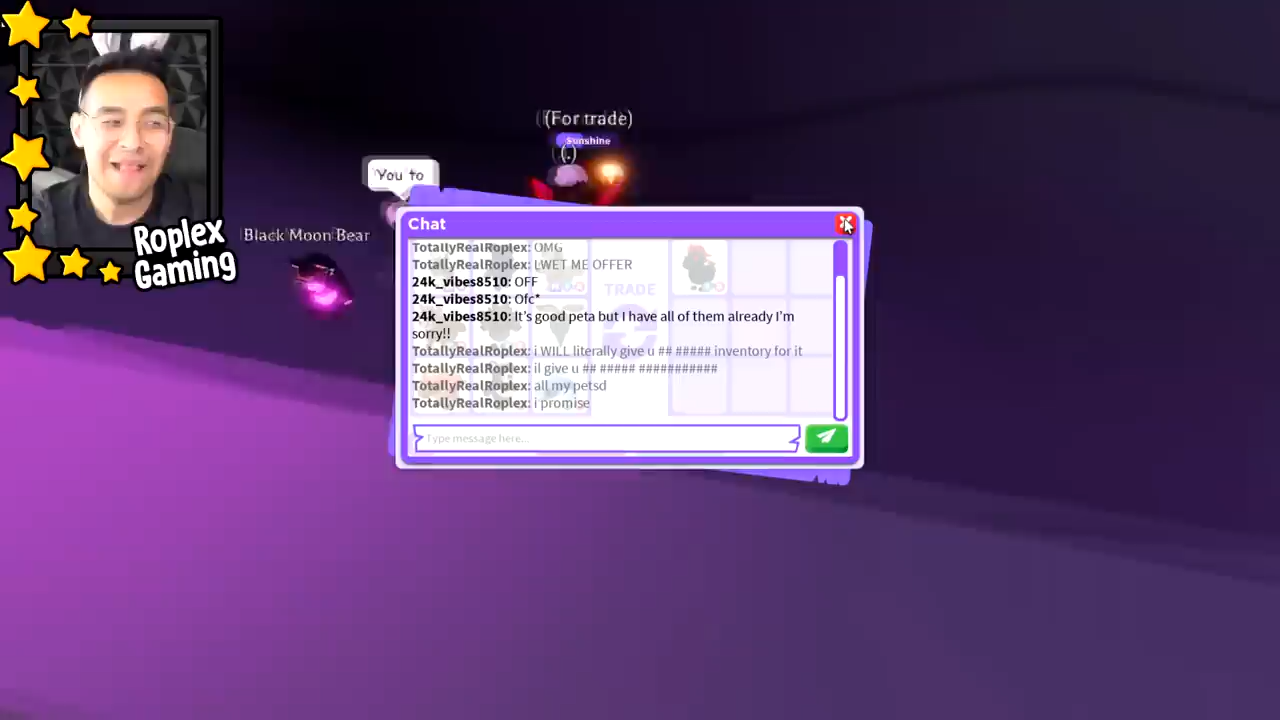 (For trade)
Sunshine
You to
Roplex
Gaming
Black Moon Bear
Chat
TotallyRealRoplex: OMG
TotallyRealRoplex: LWET ME OFFER
24k_vibes8510: OFF
24k_vibes8510: Ofc*
24k_vibes8510: It's good peta but I have all of them already I'm
sorry!!
TotallyRealRoplex: i WILL literally give u ## ##### inventory for it
TotallyRealRoplex: il give u ## ##### ###########
TotallyRealRoplex: all my petsd
TotallyRealRoplex: i promise
TRADE
Type message here...